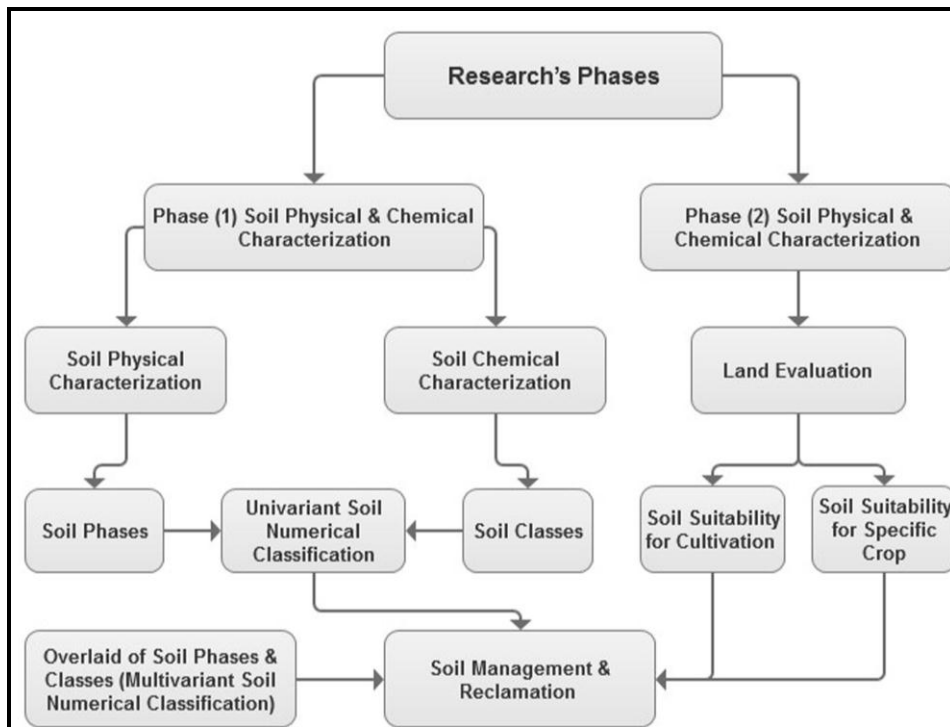 Research's Phases
Phase (1) Soil Physical & Chemical
Characterization
Phase (2) Soil Physical &
Chemical Characterization
Soil Physical
Characterization
Soil Chemical
Characterization
Land Evaluation
Soil Phases
Univariant Soil
Numerical
Classification
Soil Classes
Soil Suitability
for Cultivation
Soil Suitability
for Specific
Crop
Overlaid of Soil Phases &
Classes (Multivariant Soil
Numerical Classification)
Soil Management &
Reclamation